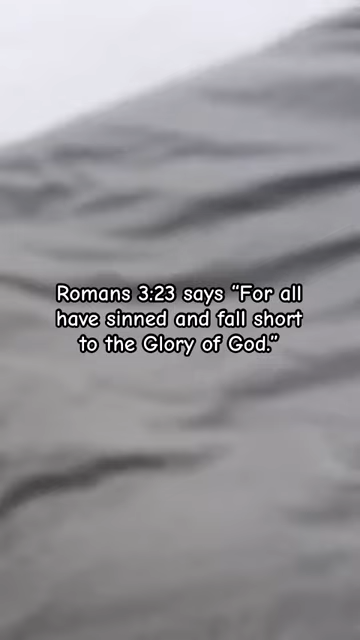 Romans 3:23 says “For all
have sinned and fall short
to the Glory of God.”